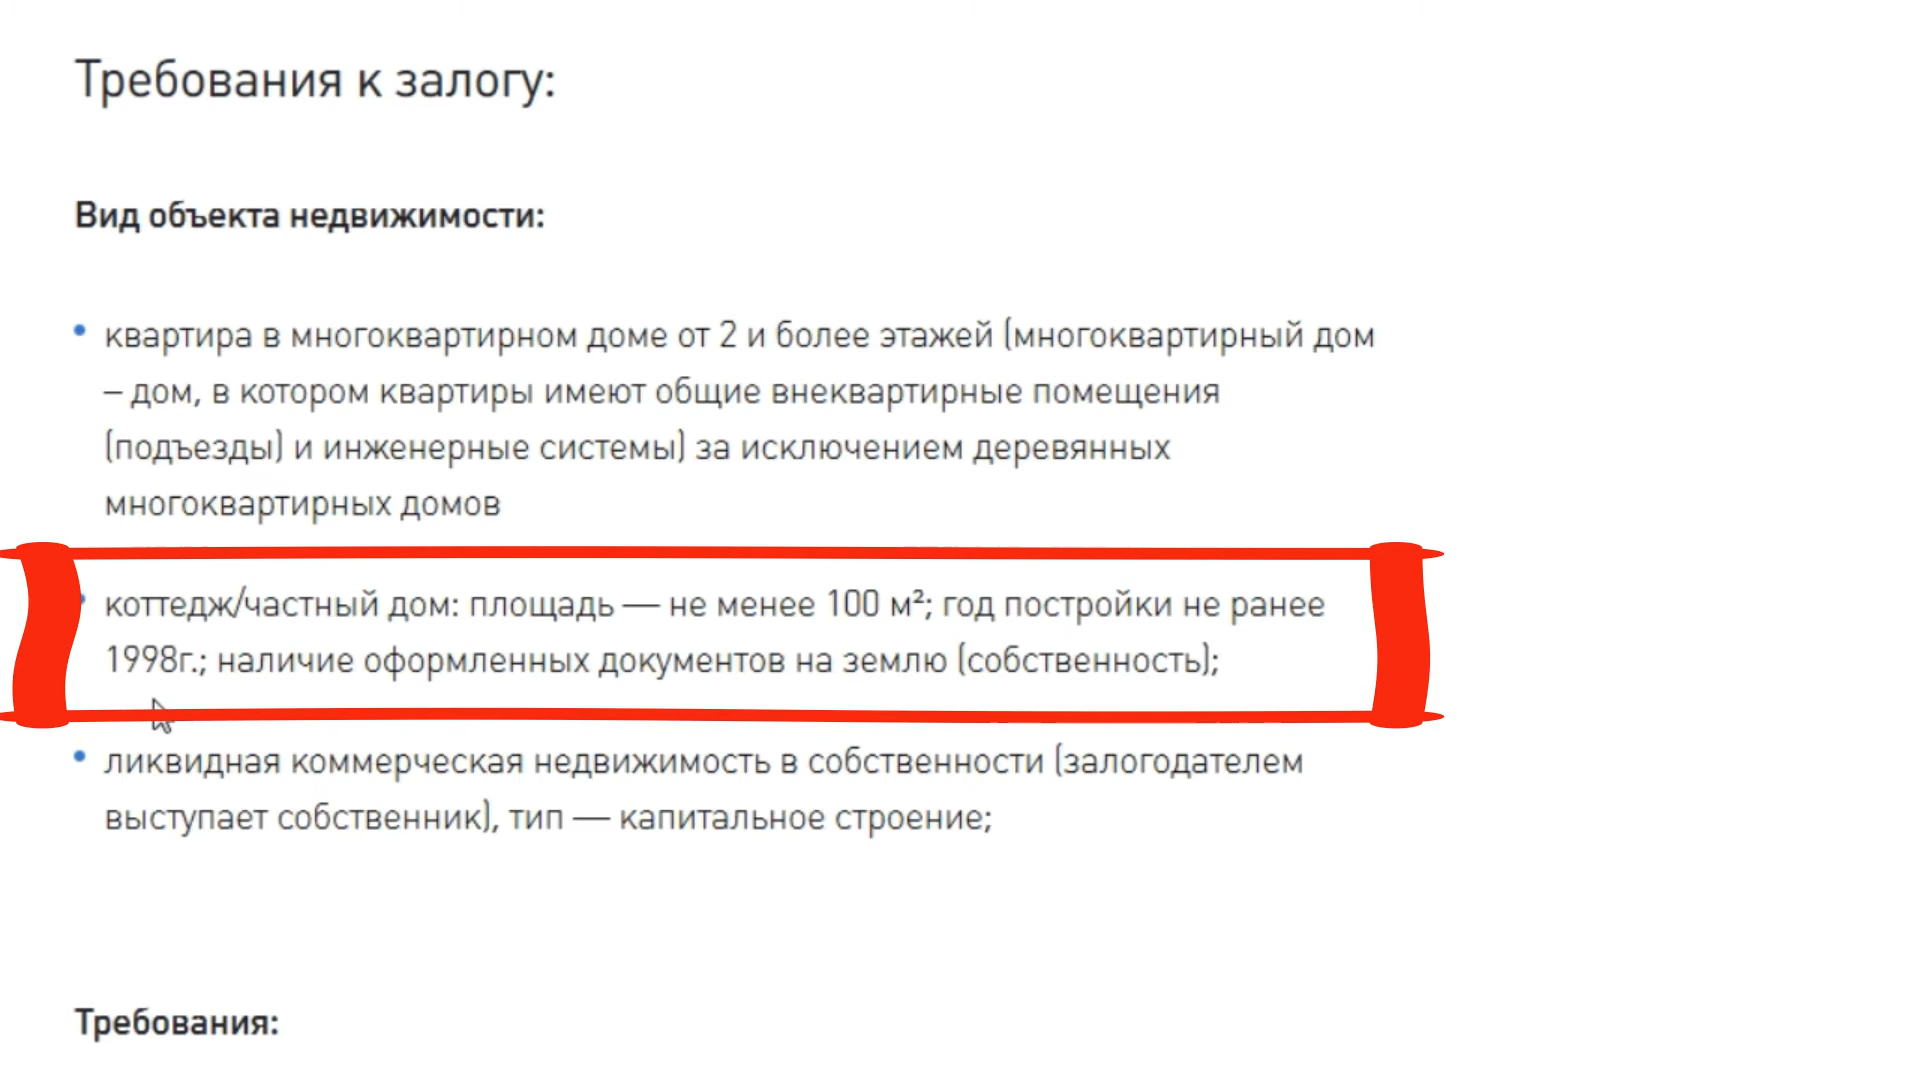 Требования к залогу:
Вид объекта недвижимости:
квартира в многоквартирном доме от 2 и более этажей (многоквартирный дом
– дом, в котором квартиры имеют общие внеквартирные помещения
(подъезды) и инженерные системы) за исключением деревянных
многоквартирных домов
коттедж/частный дом: площадь — не менее 100 м²; год постройки не ранее
1998г.; наличие оформленных документов на землю (собственность);
ликвидная коммерческая недвижимость в собственности (залогодателем
выступает собственник), тип — капитальное строение;
Требования: